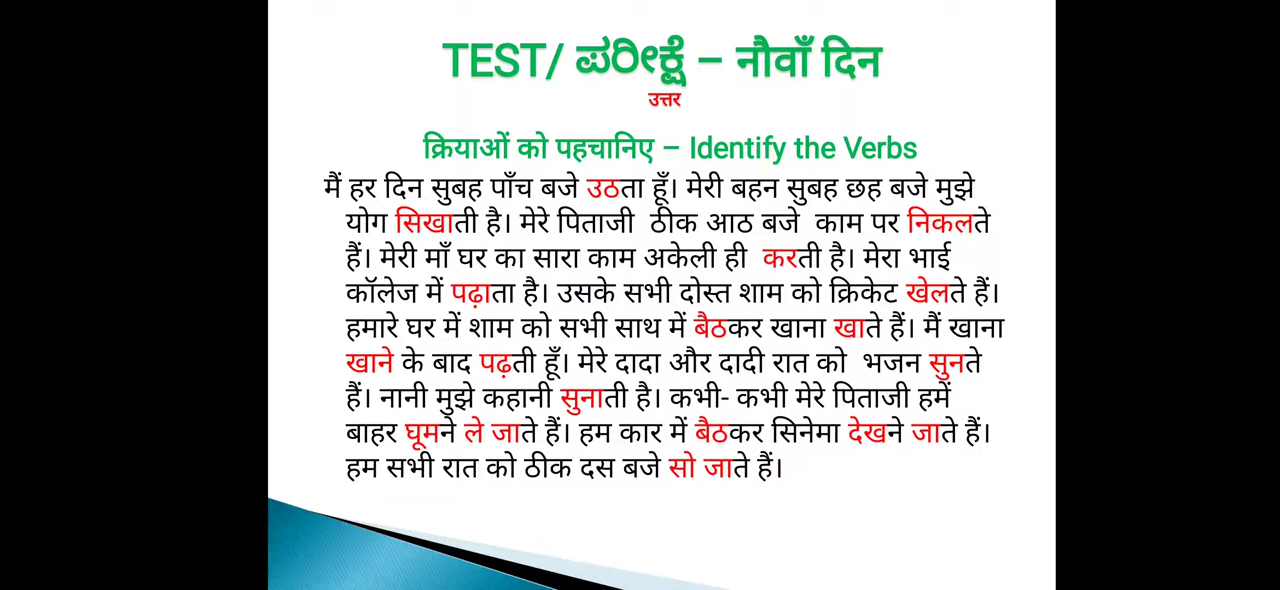 TEST/ ಪರೀಕ್ಷೆ – नौवाँ दिन
उत्तर
क्रियाओं को पहचानिए – Identify the Verbs
मैं हर दिन सुबह पाँच बजे उठता हूँ। मेरी बहन सुबह छह बजे मुझे
योग सिखाती है। मेरे पिताजी ठीक आठ बजे काम पर निकलते
हैं। मेरी माँ घर का सारा काम अकेली ही करती है। मेरा भाई
कॉलेज में पढ़ाता है। उसके सभी दोस्त शाम को क्रिकेट खेलते हैं।
हमारे घर में शाम को सभी साथ में बैठकर खाना खाते हैं। मैं खाना
खाने के बाद पढ़ती हूँ। मेरे दादा और दादी रात को भजन सुनते
हैं। नानी मुझे कहानी सुनाती है। कभी- कभी मेरे पिताजी हमें
बाहर घूमने ले जाते हैं। हम कार में बैठकर सिनेमा देखने जाते हैं।
हम सभी रात को ठीक दस बजे सो जाते हैं।